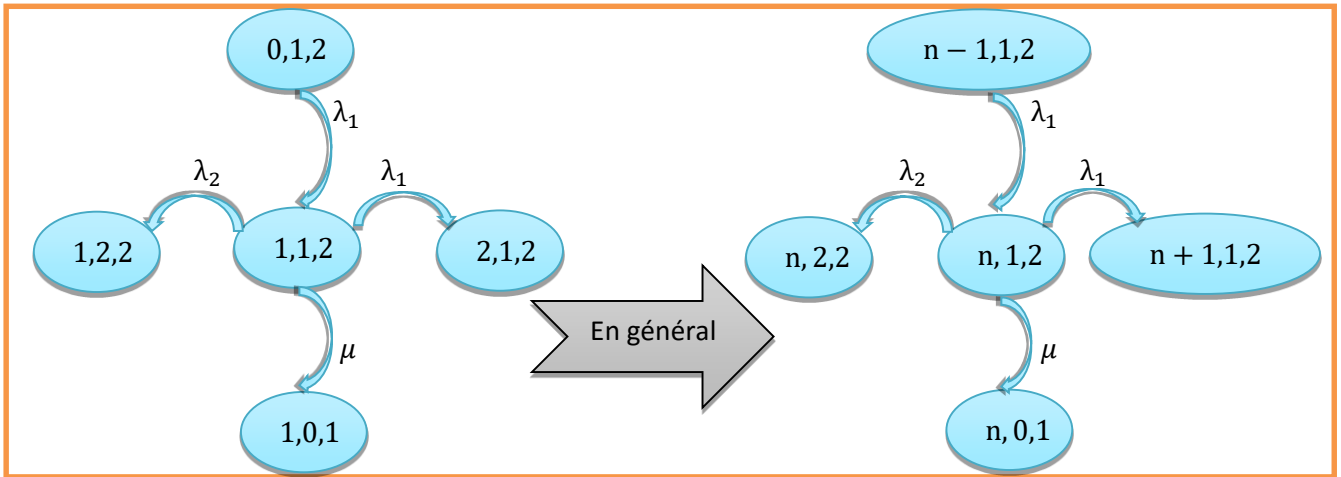 0,1,2
λ₁
λ₂
λ₁
1,2,2
1,1,2
2,1,2
μ
1,0,1
En général
n − 1,1,2
λ₁
λ₂
λ₁
n, 2,2
n, 1,2
n + 1,1,2
μ
n, 0,1